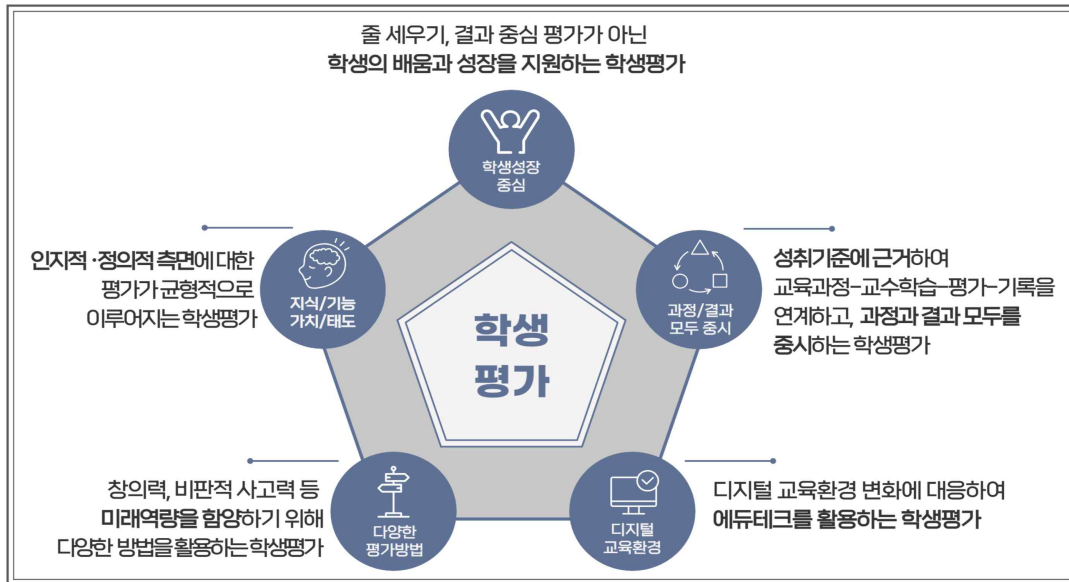 줄 세우기, 결과 중심 평가가 아닌
학생의 배움과 성장을 지원하는 학생평가
학생성장
중심
인지적·정의적 측면에 대한
평가가 균형적으로
이루어지는 학생평가
지식/기능
가치/태도
과정/결과
모두 중시
성취기준에 근거하여
교육과정-교수학습-평가-기록을
연계하고, 과정과 결과 모두를
중시하는 학생평가
학생
평가
창의력, 비판적 사고력 등
미래역량을 함양하기 위해
다양한 방법을 활용하는 학생평가
다양한
평가방법
디지털
교육환경
디지털 교육환경 변화에 대응하여
에듀테크를 활용하는 학생평가